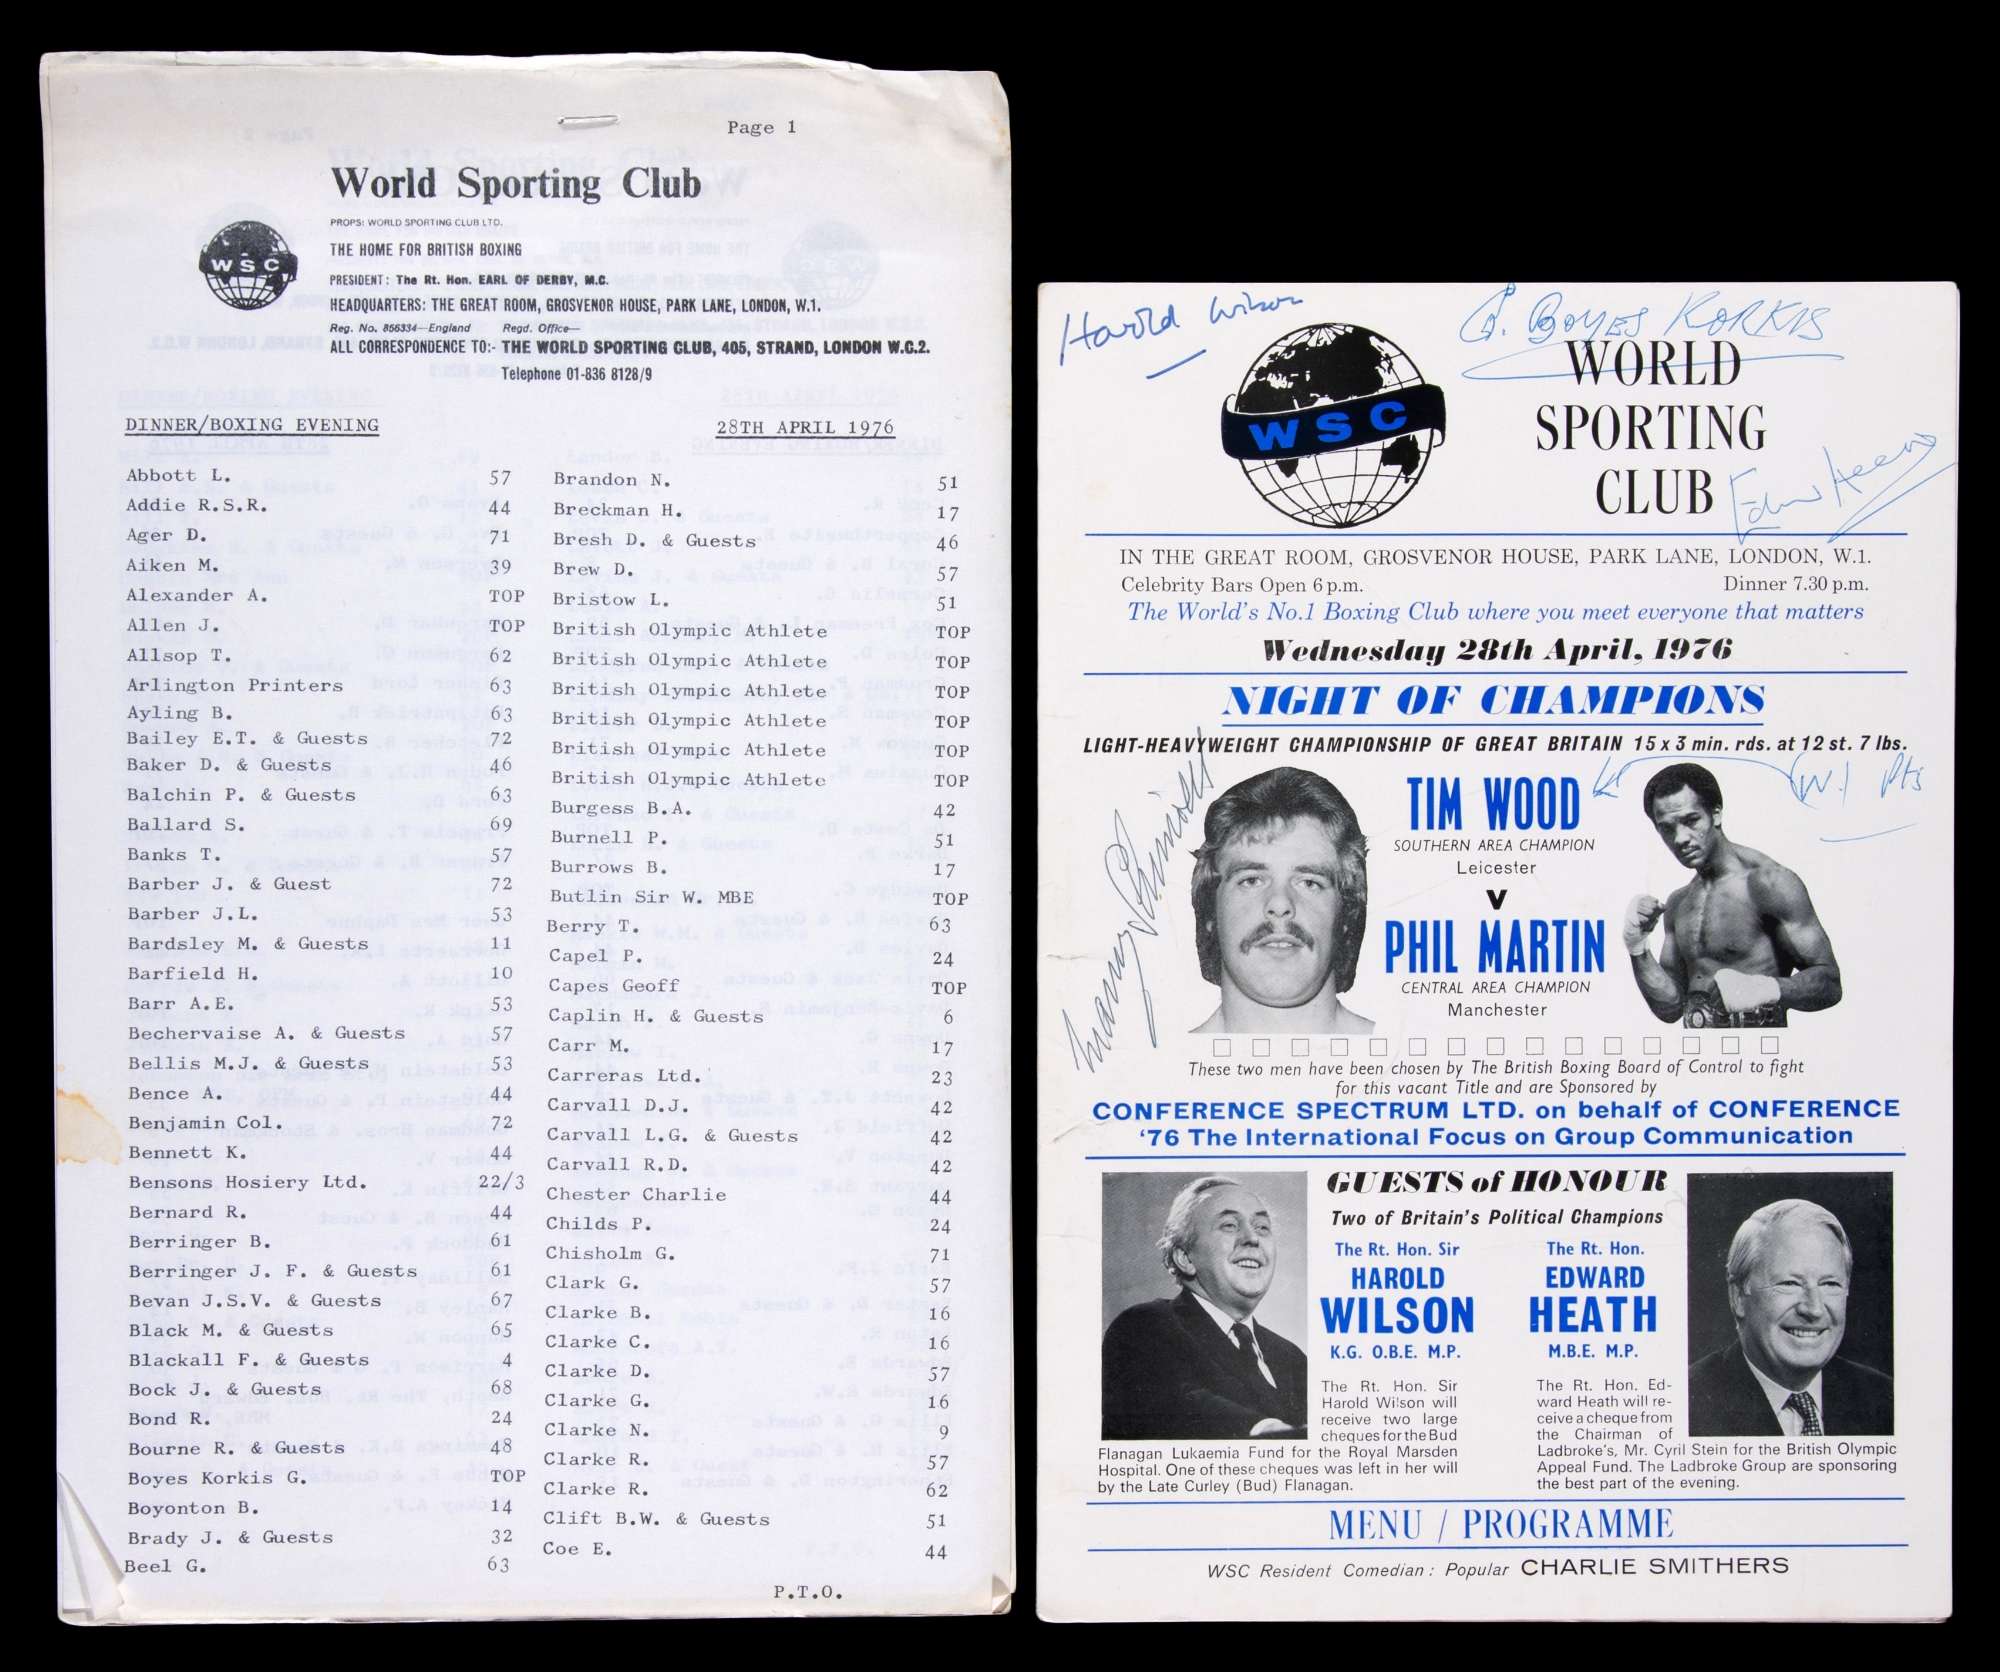 Page 1
World Sporting Club
PROPS: WORLD SPORTING CLUB LTD.
WSC
THE HOME FOR BRITISH BOXING
PRESIDENT: The Rt. Hon. EARL OF DERBY, M.C.
HEADQUARTERS: THE GREAT ROOM, GROSVENOR HOUSE, PARK LANE, LONDON, W.1.
Reg. No. 856334—England Regd. Office—
ALL CORRESPONDENCE TO:- THE WORLD SPORTING CLUB, 405, STRAND, LONDON W.C.2.
Telephone 01-836 8128/9
DINNER/BOXING EVENING 28TH APRIL 1976
Abbott L. 57
Addie R.S.R. 44
Ager D. 71
Aiken M. 39
Alexander A. TOP
Allen J. TOP
Allsop T. 62
Arlington Printers 63
Ayling B. 63
Bailey E.T. & Guests 72
Baker D. & Guests 46
Balchin P. & Guests 63
Ballard S. 69
Banks T. 57
Barber J. & Guest 72
Barber J.L. 53
Bardsley M. & Guests 11
Barfield H. 10
Barr A.E. 53
Bechervaise A. & Guests 57
Bellis M.J. & Guests 53
Bence A. 44
Benjamin Col. 72
Bennett K. 44
Bensons Hosiery Ltd. 22/3
Bernard R. 44
Berringer B. 61
Berringer J. F. & Guests 61
Bevan J.S.V. & Guests 67
Black M. & Guests 65
Blackall F. & Guests 4
Bock J. & Guests 68
Bond R. 24
Bourne R. & Guests 48
Boyes Korkis G. TOP
Boyonton B. 14
Brady J. & Guests 32
Beel G. 63
Brandon N. 51
Breckman H. 17
Bresh D. & Guests 46
Brew D. 57
Bristow L. 51
British Olympic Athlete TOP
British Olympic Athlete TOP
British Olympic Athlete TOP
British Olympic Athlete TOP
British Olympic Athlete TOP
British Olympic Athlete TOP
Burgess B.A. 42
Burnell P. 51
Burrows B. 17
Butlin Sir W. MBE TOP
Berry T. 63
Capel P. 24
Capes Geoff TOP
Caplin H. & Guests 6
Carr M. 17
Carreras Ltd. 23
Carvall D.J. 42
Carvall L.G. & Guests 42
Carvall R.D. 42
Chester Charlie 44
Childs P. 24
Chisholm G. 71
Clark G. 57
Clarke B. 16
Clarke C. 16
Clarke D. 57
Clarke G. 16
Clarke N. 9
Clarke R. 57
Clarke R. 62
Clift B.W. & Guests 51
Coe E. 44
P.T.O.
Harold Wilson
G. BOYES KORKIS
WSC
WORLD
SPORTING
CLUB
Edward Heath
IN THE GREAT ROOM, GROSVENOR HOUSE, PARK LANE, LONDON, W.1.
Celebrity Bars Open 6 p.m. Dinner 7.30 p.m.
The World's No.1 Boxing Club where you meet everyone that matters
Wednesday 28th April, 1976
NIGHT OF CHAMPIONS
LIGHT-HEAVYWEIGHT CHAMPIONSHIP OF GREAT BRITAIN 15 x 3 min. rds. at 12 st. 7 lbs.
TIM WOOD
(W.) Pts
SOUTHERN AREA CHAMPION
Leicester
v
PHIL MARTIN
CENTRAL AREA CHAMPION
Manchester
These two men have been chosen by The British Boxing Board of Control to fight
for this vacant Title and are Sponsored by
CONFERENCE SPECTRUM LTD. on behalf of CONFERENCE
'76 The International Focus on Group Communication
GUESTS of HONOUR
Two of Britain's Political Champions
The Rt. Hon. Sir
HAROLD
WILSON
K.G. O.B.E. M.P.
The Rt. Hon. Sir
Harold Wilson will
receive two large
cheques for the Bud
Flanagan Lukaemia Fund for the Royal Marsden
Hospital. One of these cheques was left in her will
by the Late Curley (Bud) Flanagan.
The Rt. Hon.
EDWARD
HEATH
M.B.E. M.P.
The Rt. Hon. Ed-
ward Heath will re-
ceive a cheque from
the Chairman of
Ladbroke's, Mr. Cyril Stein for the British Olympic
Appeal Fund. The Ladbroke Group are sponsoring
the best part of the evening.
MENU / PROGRAMME
WSC Resident Comedian: Popular CHARLIE SMITHERS